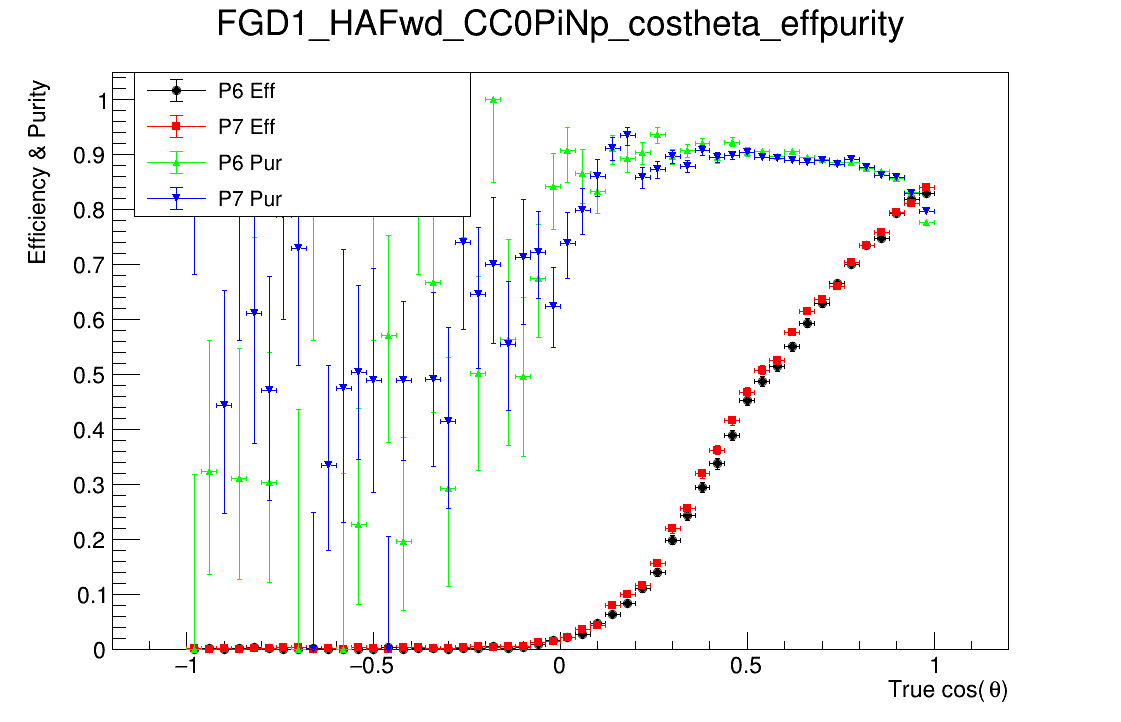 FGD1_HAFwd_CC0PiNp_costheta_effpurity
Efficiency & Purity
P6 Eff
P7 Eff
P6 Pur
P7 Pur
1
0.9
0.8
0.7
0.6
0.5
0.4
0.3
0.2
0.1
0
−1
−0.5
0
0.5
1
True cos( θ)